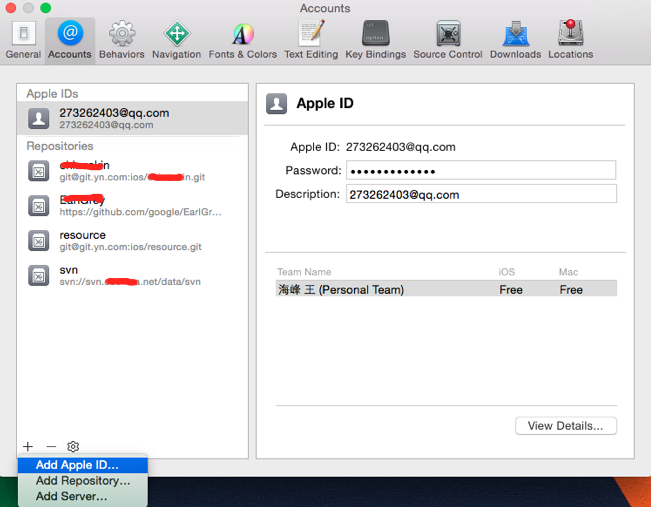 Accounts
General Accounts Behaviors Navigation Fonts & Colors Text Editing Key Bindings Source Control Downloads Locations
option
Apple IDs
273262403@qq.com
273262403@qq.com
Repositories
git@git.yn.com:ios/ in.git
EarlGrey
https://github.com/google/EarlGr...
resource
git@git.yn.com:ios/resource.git
svn
svn://svn. a.net/data/svn
Add Apple ID...
Add Repository...
Add Server...
Apple ID
Apple ID: 273262403@qq.com
Password: •••••••••••••
Description: 273262403@qq.com
Team Name iOS Mac
海峰 王 (Personal Team) Free Free
View Details...